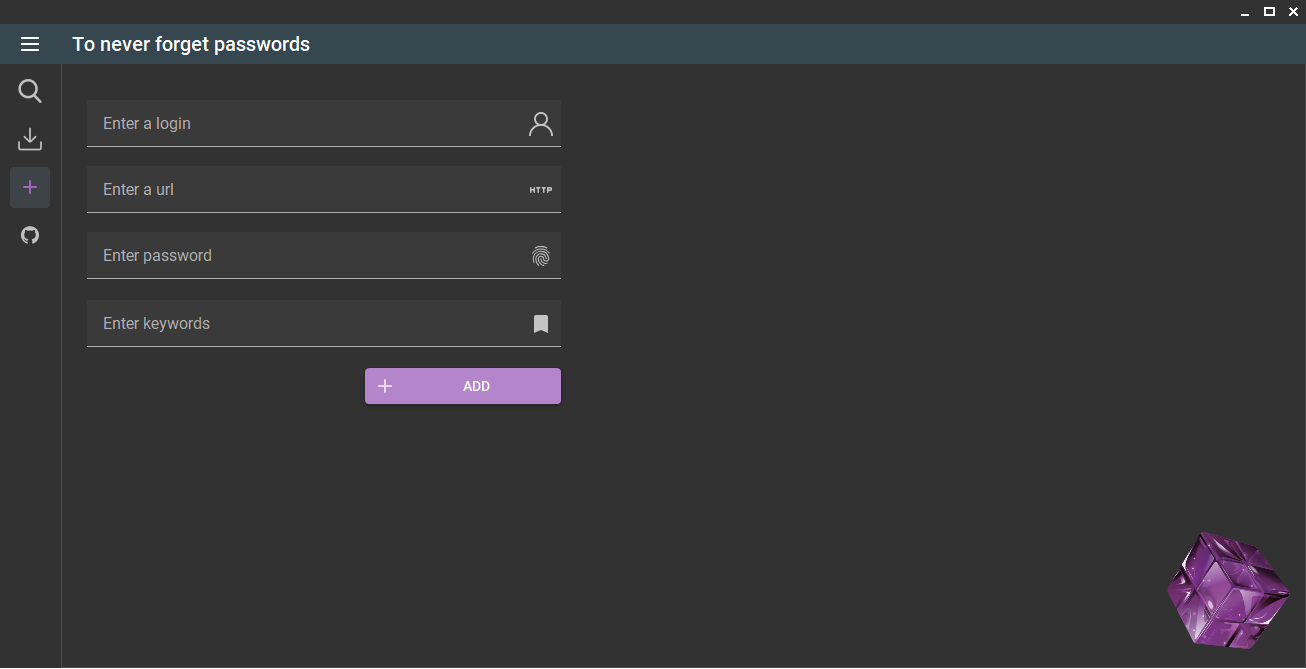 To never forget passwords
Enter a login
Enter a url
HTTP
Enter password
Enter keywords
ADD